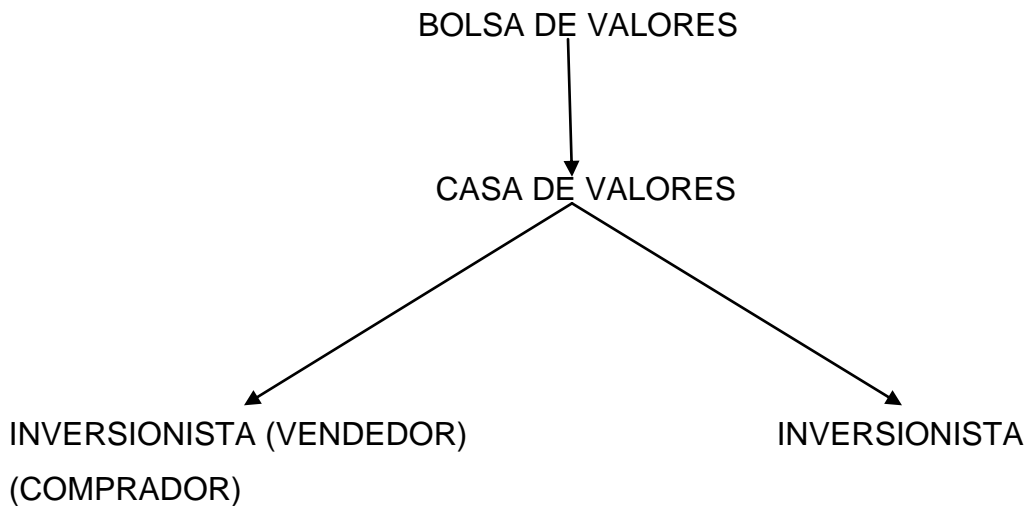 BOLSA DE VALORES
CASA DE VALORES
INVERSIONISTA (VENDEDOR) INVERSIONISTA
(COMPRADOR)